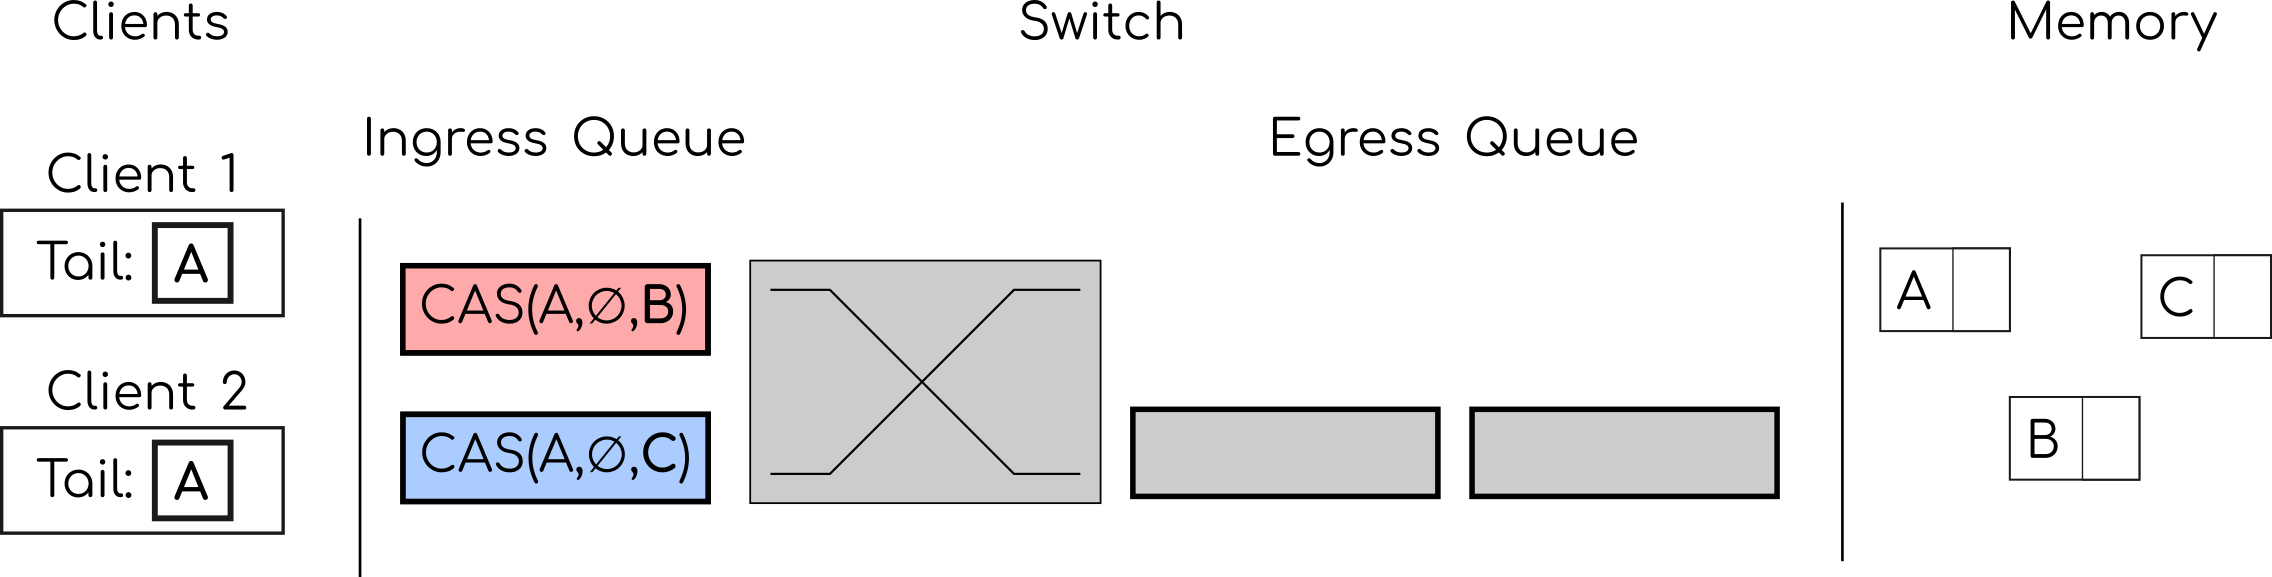 Clients
Switch
Memory
Ingress Queue
Egress Queue
Client 1
Tail: A
CAS(A,∅,B)
A
C
Client 2
Tail: A
CAS(A,∅,C)
B